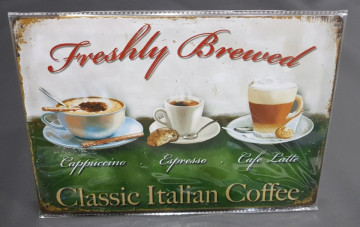 Freshly Brewed
Cappuccino Espresso Cafe Latte
Classic Italian Coffee